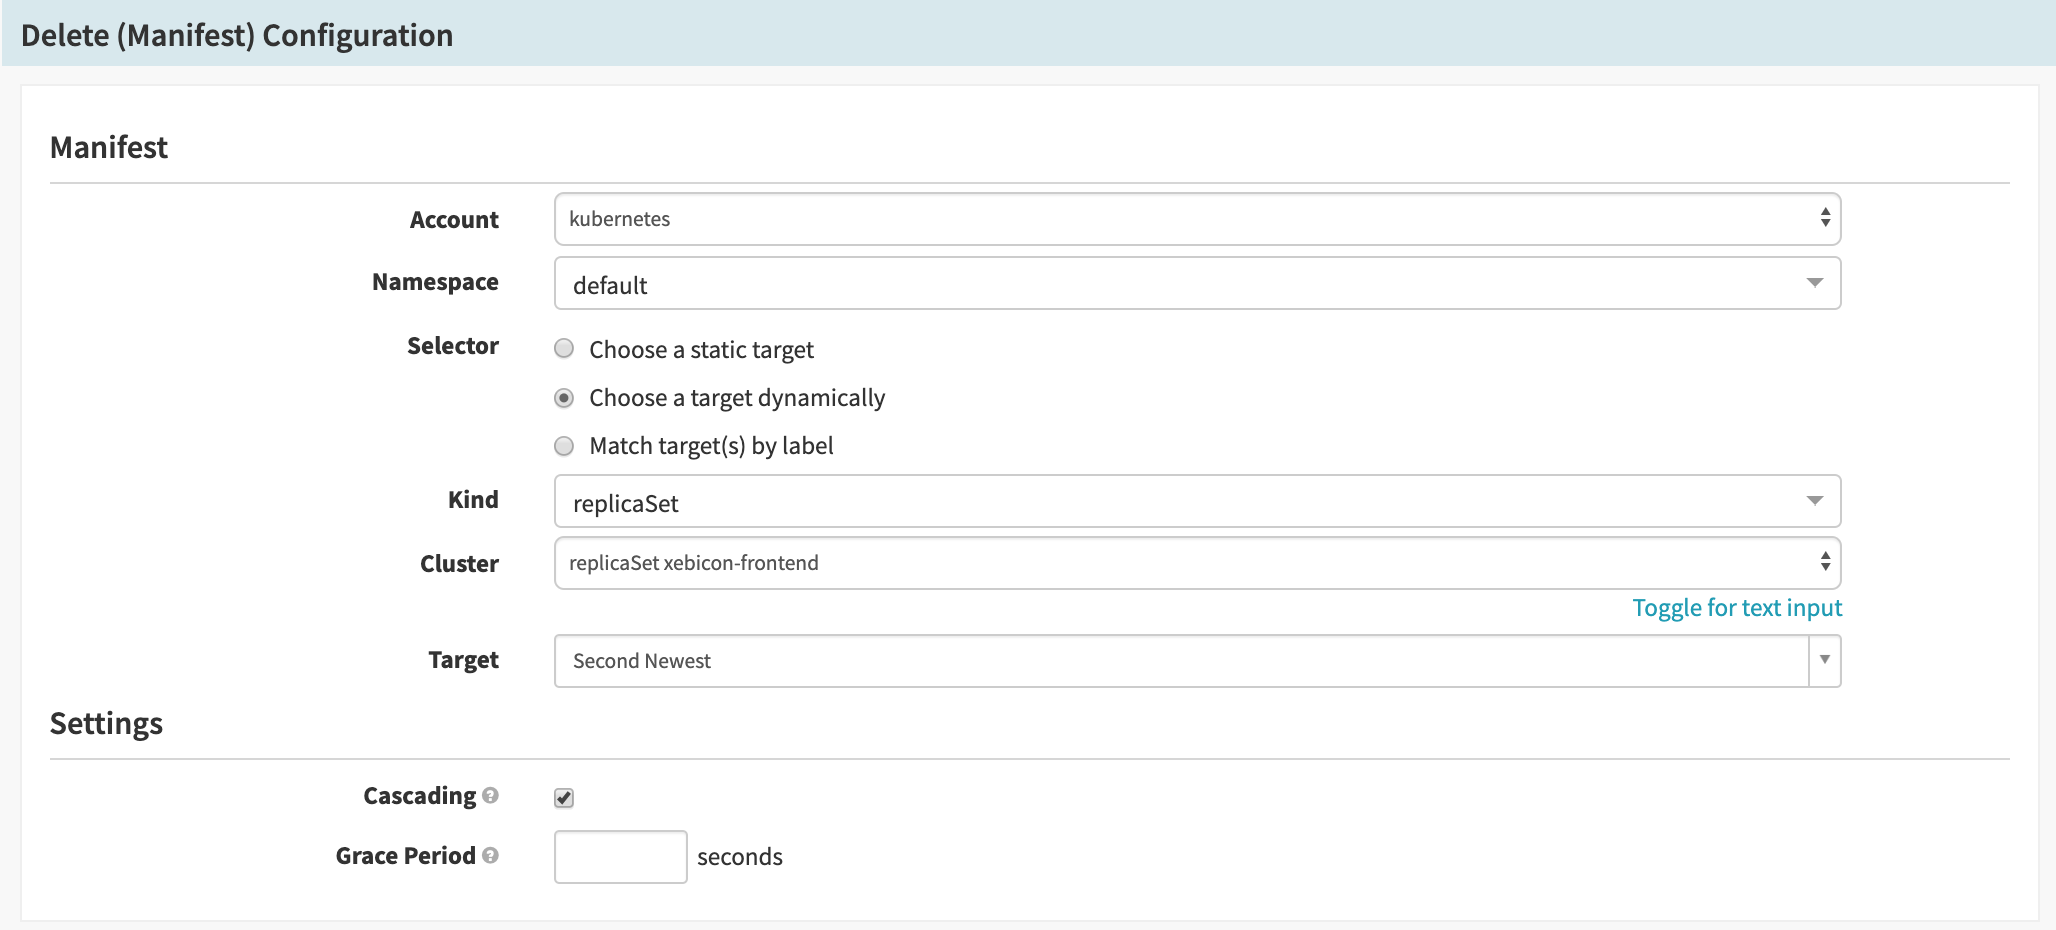 Delete (Manifest) Configuration
Manifest
Account kubernetes
Namespace default
Selector Choose a static target
Choose a target dynamically
Match target(s) by label
Kind replicaSet
Cluster replicaSet xebicon-frontend
Toggle for text input
Target Second Newest
Settings
Cascading ?
Grace Period ? seconds